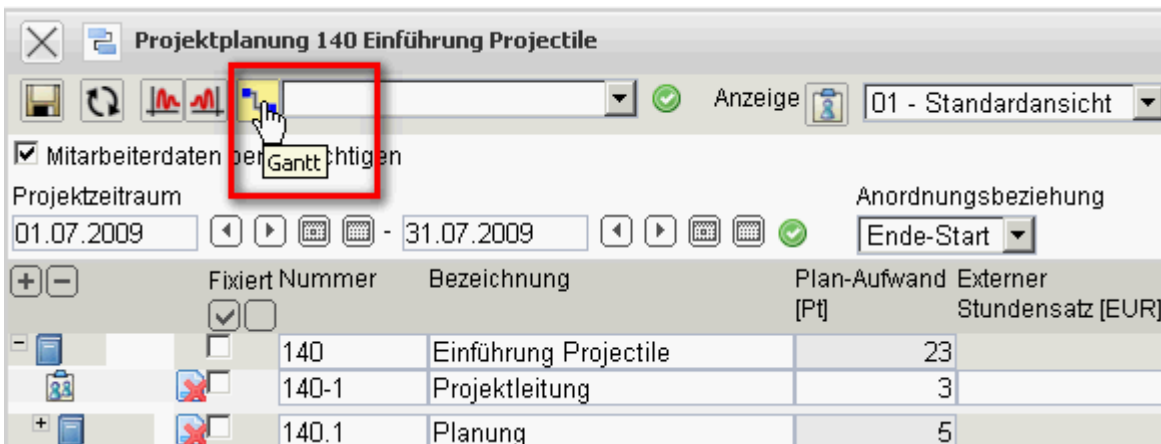 Projektplanung 140 Einführung Projectile
Anzeige 01 - Standardansicht
Mitarbeiterdaten ber chtigen
Gantt
Projektzeitraum Anordnungsbeziehung
01.07.2009 - 31.07.2009 Ende-Start
Fixiert Nummer Bezeichnung Plan-Aufwand Externer
[Pt] Stundensatz [EUR]
140 Einführung Projectile 23
140-1 Projektleitung 3
140.1 Planung 5